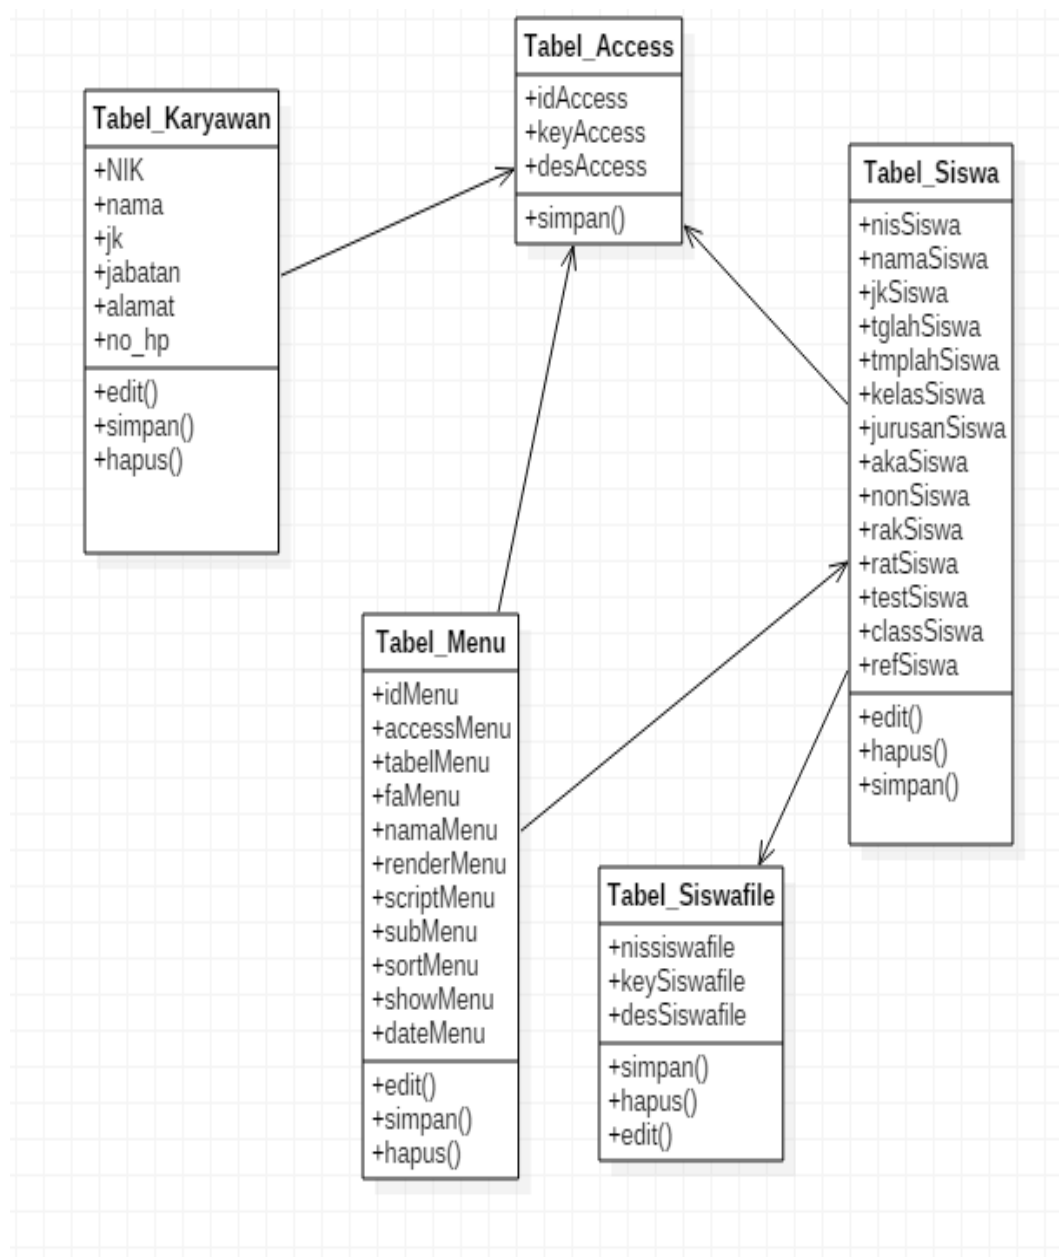 Tabel_Access
+idAccess
+keyAccess
+desAccess
+simpan()
Tabel_Karyawan
+NIK
+nama
+jk
+jabatan
+alamat
+no_hp
+edit()
+simpan()
+hapus()
Tabel_Siswa
+nisSiswa
+namaSiswa
+jkSiswa
+tglahSiswa
+tmplahSiswa
+kelasSiswa
+jurusanSiswa
+akaSiswa
+nonSiswa
+rakSiswa
+ratSiswa
+testSiswa
+classSiswa
+refSiswa
+edit()
+hapus()
+simpan()
Tabel_Menu
+idMenu
+accessMenu
+tabelMenu
+faMenu
+namaMenu
+renderMenu
+scriptMenu
+subMenu
+sortMenu
+showMenu
+dateMenu
+edit()
+simpan()
+hapus()
Tabel_Siswafile
+nissiswafile
+keySiswafile
+desSiswafile
+simpan()
+hapus()
+edit()